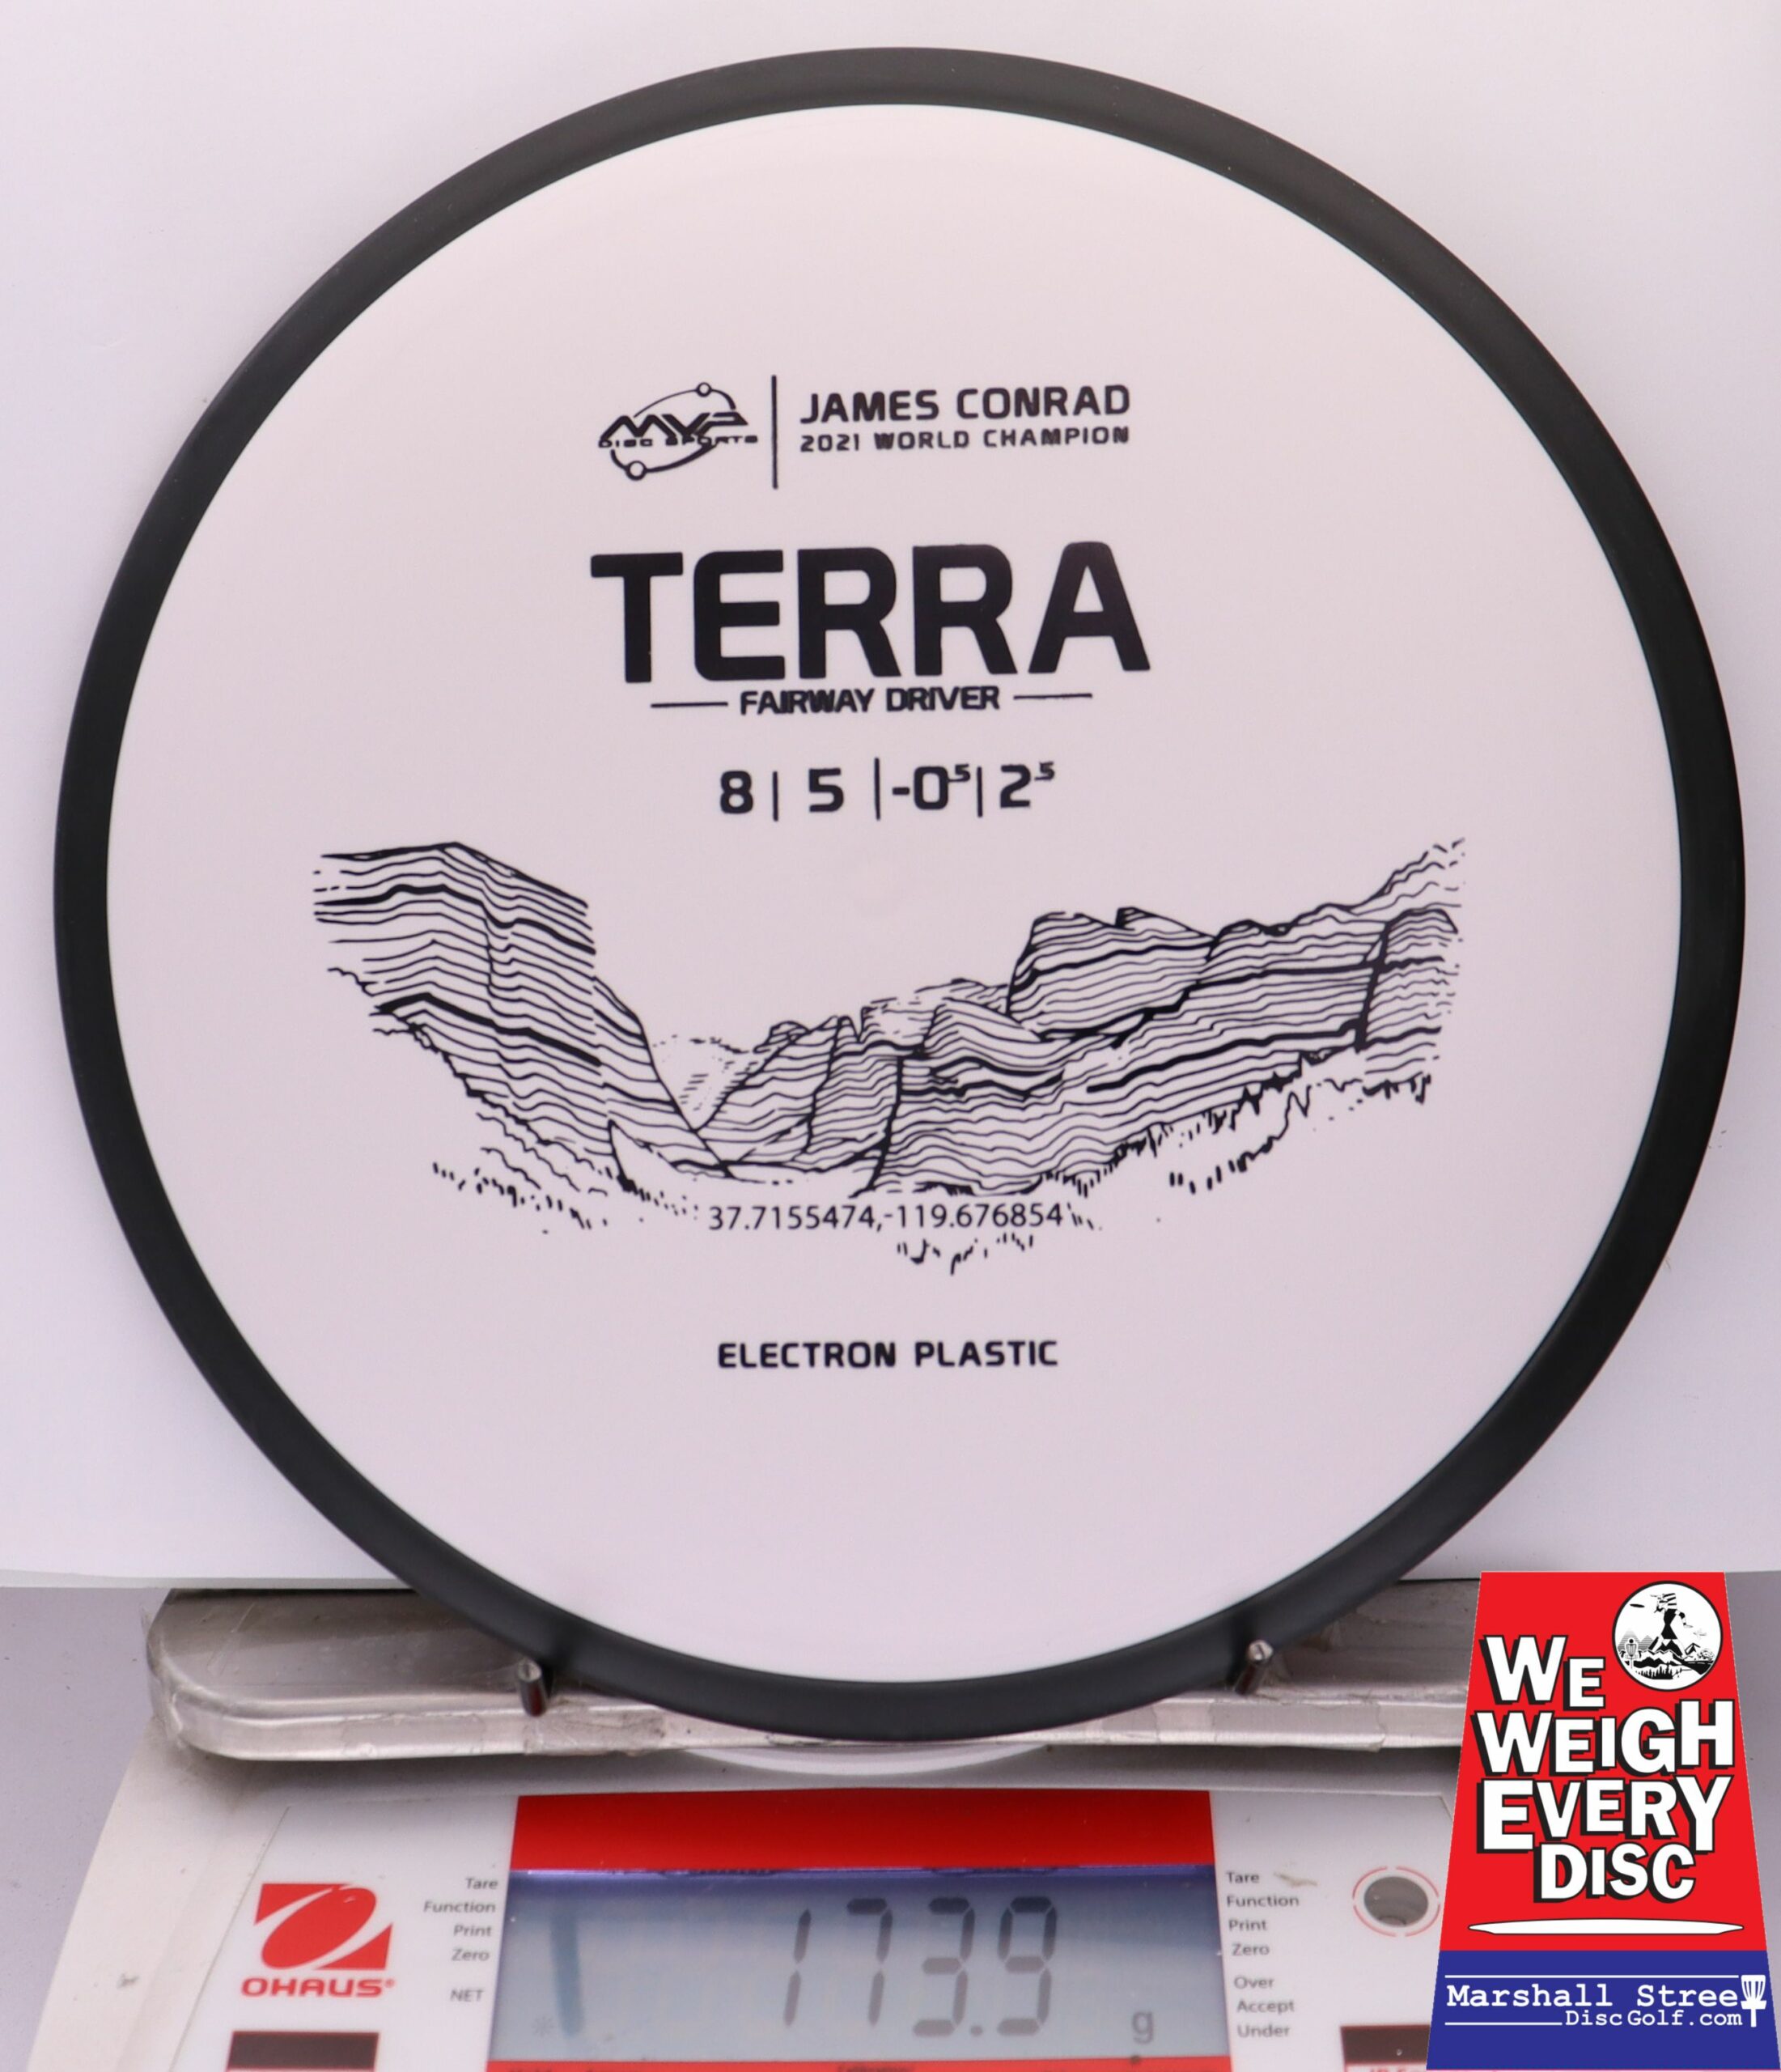 MVP
DISC SPORTS
JAMES CONRAD
2021 WORLD CHAMPION
TERRA
FAIRWAY DRIVER
8 | 5 | -0⁵ | 2⁵
37.7155474,-119.676854
ELECTRON PLASTIC
OHAUS®
Tare
Function
Print
Zero
NET
173.9 g
Tare
Function
Print
Zero
Over
Accept
Under
WE
WEIGH
EVERY
DISC
Marshall Street
DiscGolf.com